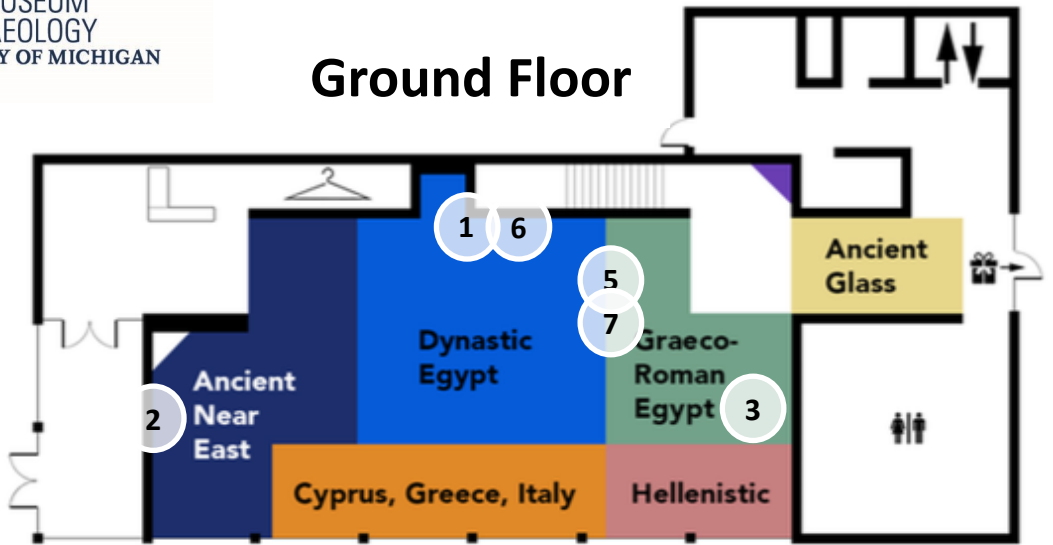 AEOLOGY
Y OF MICHIGAN
Ground Floor
1
6
Ancient
Glass
5
7
Dynastic
Egypt
Graeco-
Roman
Egypt
3
Ancient
Near
East
2
Cyprus, Greece, Italy
Hellenistic